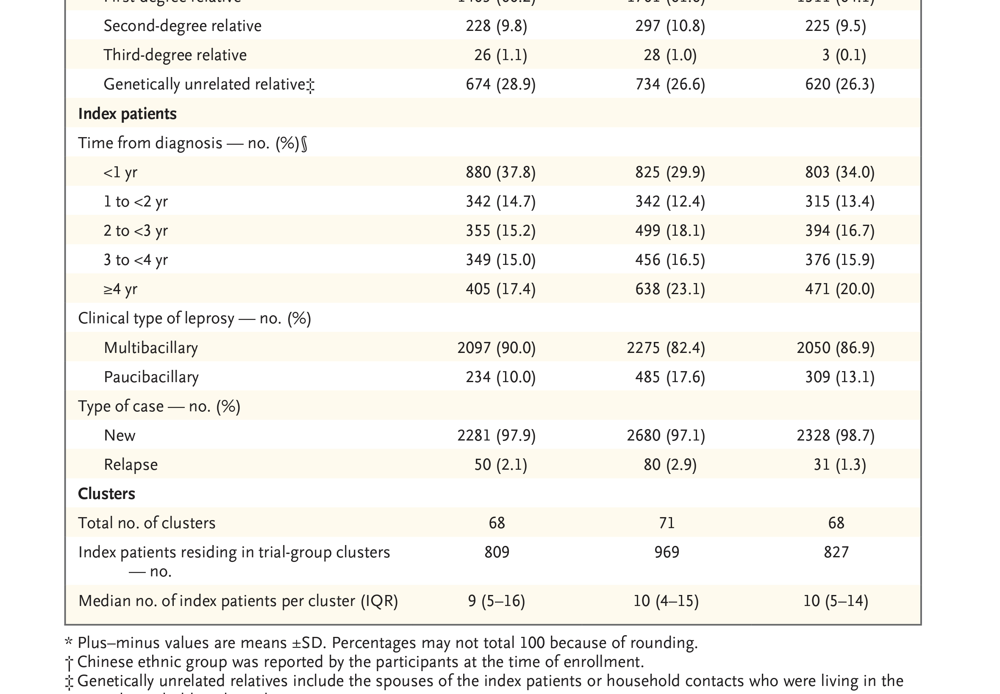 First-degree relative
Second-degree relative 228 (9.8) 297 (10.8) 225 (9.5)
Third-degree relative 26 (1.1) 28 (1.0) 3 (0.1)
Genetically unrelated relative‡ 674 (28.9) 734 (26.6) 620 (26.3)
Index patients
Time from diagnosis — no. (%)§
<1 yr 880 (37.8) 825 (29.9) 803 (34.0)
1 to <2 yr 342 (14.7) 342 (12.4) 315 (13.4)
2 to <3 yr 355 (15.2) 499 (18.1) 394 (16.7)
3 to <4 yr 349 (15.0) 456 (16.5) 376 (15.9)
≥4 yr 405 (17.4) 638 (23.1) 471 (20.0)
Clinical type of leprosy — no. (%)
Multibacillary 2097 (90.0) 2275 (82.4) 2050 (86.9)
Paucibacillary 234 (10.0) 485 (17.6) 309 (13.1)
Type of case — no. (%)
New 2281 (97.9) 2680 (97.1) 2328 (98.7)
Relapse 50 (2.1) 80 (2.9) 31 (1.3)
Clusters
Total no. of clusters 68 71 68
Index patients residing in trial-group clusters 809 969 827
— no.
Median no. of index patients per cluster (IQR) 9 (5–16) 10 (4–15) 10 (5–14)
* Plus–minus values are means ±SD. Percentages may not total 100 because of rounding.
† Chinese ethnic group was reported by the participants at the time of enrollment.
‡ Genetically unrelated relatives include the spouses of the index patients or household contacts who were living in the